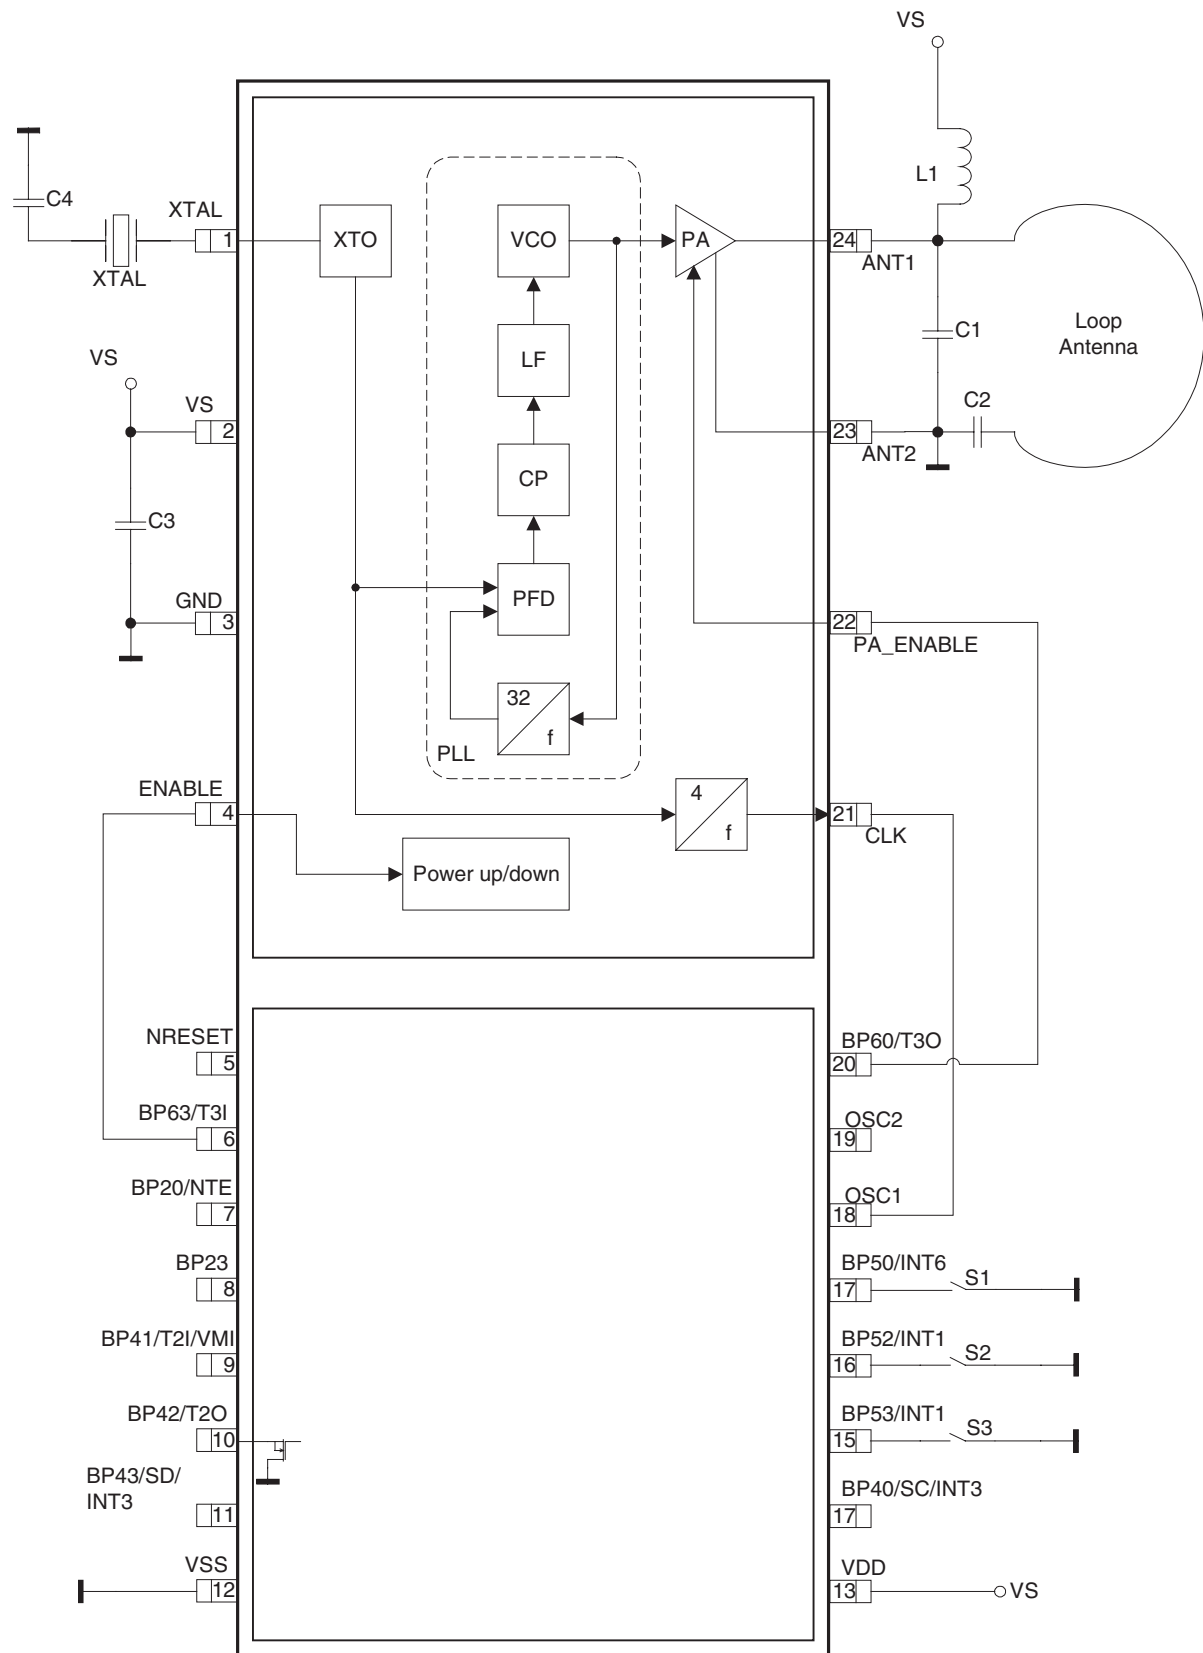 VS
L1
C4
XTAL
1
XTAL
XTO
VCO
PA
24
ANT1
C1
Loop
Antenna
LF
VS
VS
2
C2
23
ANT2
CP
C3
GND
3
PFD
22
PA_ENABLE
32
f
PLL
ENABLE
4
4
f
21
CLK
Power up/down
NRESET
5
BP60/T3O
20
BP63/T3I
6
OSC2
19
BP20/NTE
7
OSC1
18
BP23
8
BP50/INT6
17
S1
BP41/T2I/VMI
9
BP52/INT1
16
S2
BP42/T2O
10
BP53/INT1
15
S3
BP43/SD/
INT3
11
BP40/SC/INT3
17
VSS
12
VDD
13
VS